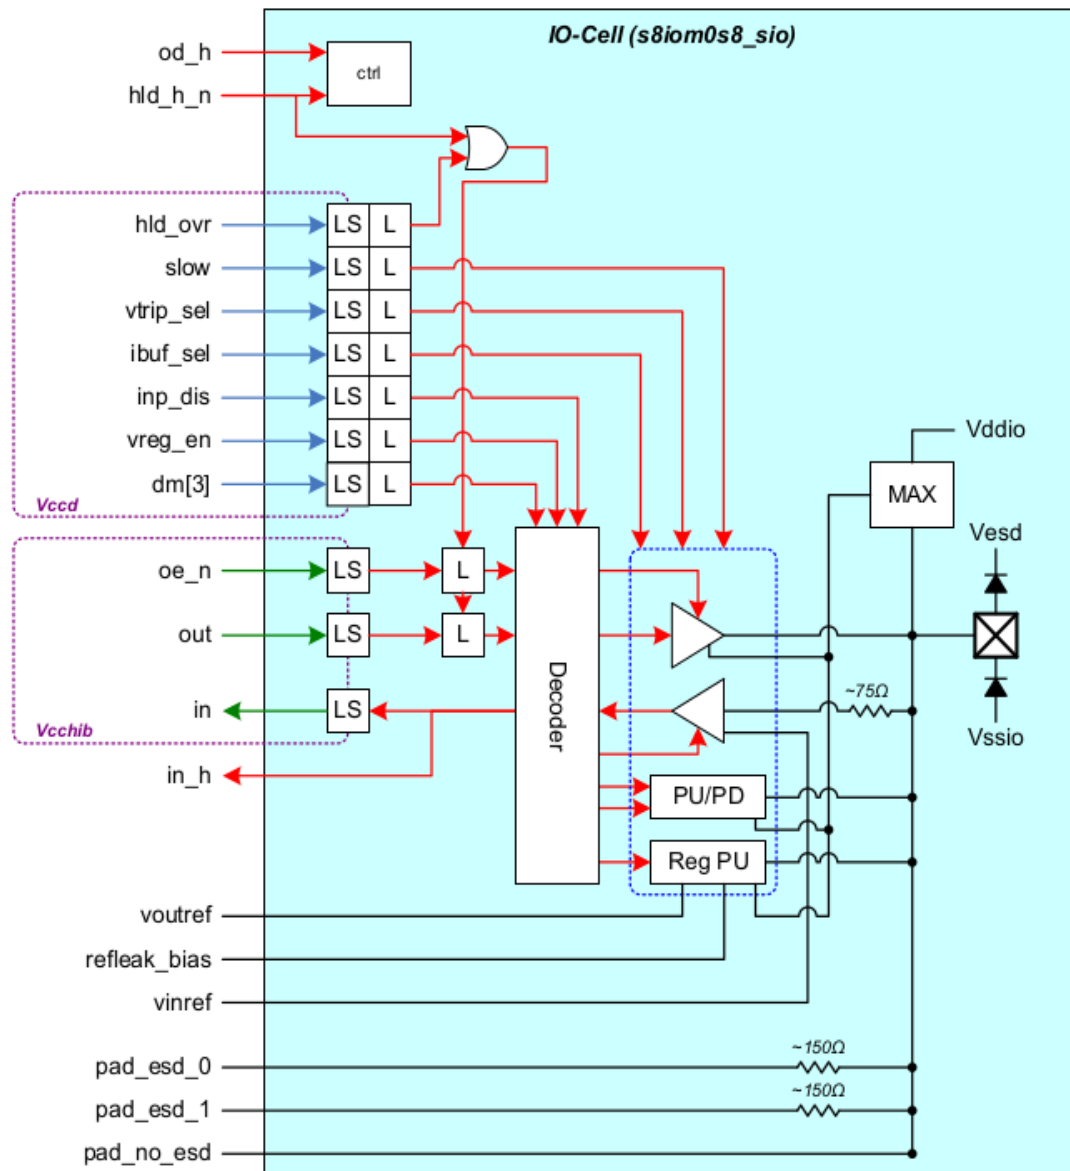 IO-Cell (s8iom0s8_sio)
od_h
ctrl
hld_h_n
hld_ovr LS L
slow LS L
vtrip_sel LS L
ibuf_sel LS L
inp_dis LS L
vreg_en LS L
dm[3] LS L
Vccd
Vddio
MAX
Vesd
oe_n LS L
out LS L
Decoder
~75Ω
in LS
Vcchib
Vssio
in_h
PU/PD
Reg PU
voutref
refleak_bias
vinref
~150Ω
pad_esd_0
~150Ω
pad_esd_1
pad_no_esd